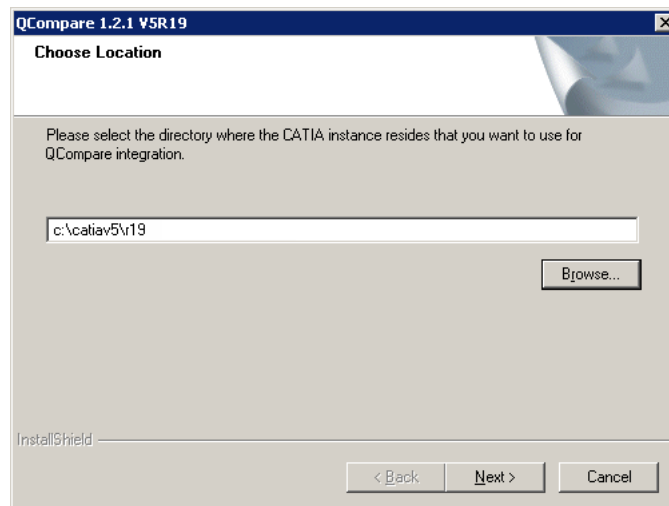 QCompare 1.2.1 V5R19
Choose Location
Please select the directory where the CATIA instance resides that you want to use for
QCompare integration.
c:\catiav5\r19
Browse...
InstallShield
< Back
Next >
Cancel